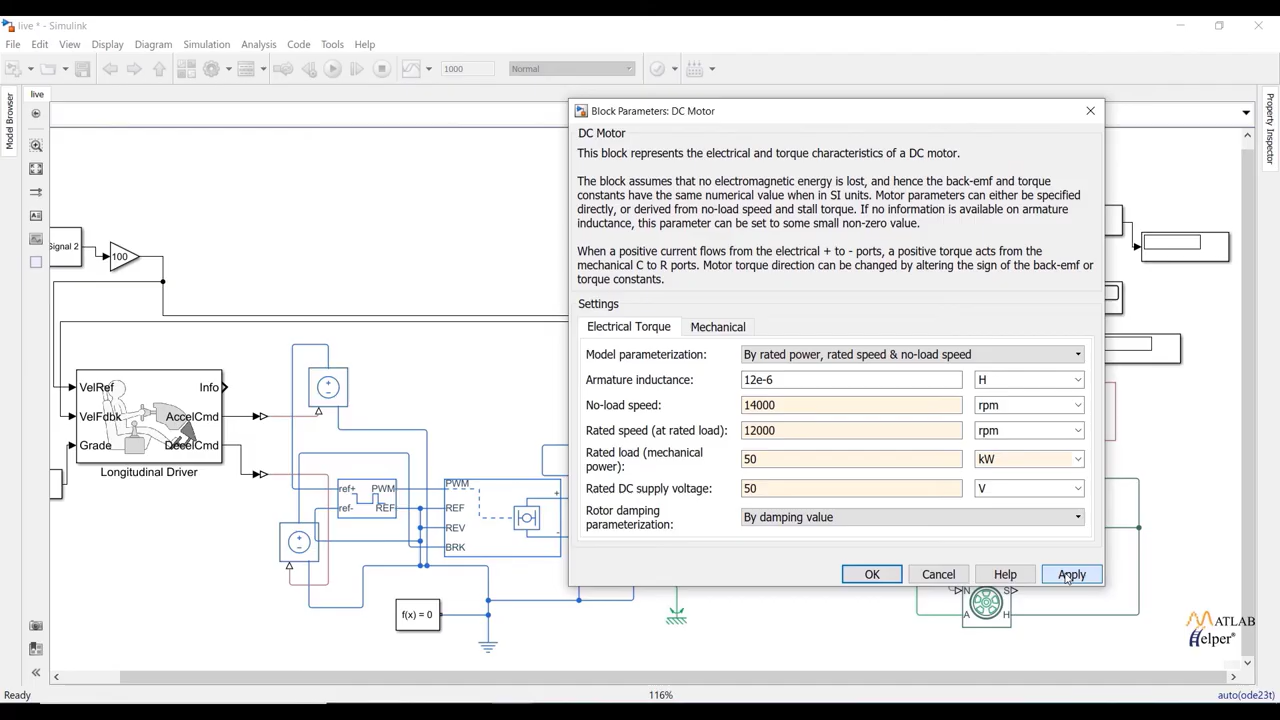 live * - Simulink
File Edit View Display Diagram Simulation Analysis Code Tools Help
1000 Normal
live
Model Browser
Property Inspector
Block Parameters: DC Motor
DC Motor
This block represents the electrical and torque characteristics of a DC motor.
The block assumes that no electromagnetic energy is lost, and hence the back-emf and torque
constants have the same numerical value when in SI units. Motor parameters can either be specified
directly, or derived from no-load speed and stall torque. If no information is available on armature
inductance, this parameter can be set to some small non-zero value.
When a positive current flows from the electrical + to - ports, a positive torque acts from the
mechanical C to R ports. Motor torque direction can be changed by altering the sign of the back-emf or
torque constants.
Settings
Electrical Torque Mechanical
Model parameterization: By rated power, rated speed & no-load speed
Armature inductance: 12e-6 H
No-load speed: 14000 rpm
Rated speed (at rated load): 12000 rpm
Rated load (mechanical
power): 50 kW
Rated DC supply voltage: 50 V
Rotor damping
parameterization: By damping value
OK Cancel Help Apply
Signal 2
100
VelRef Info
VelFdbk AccelCmd
Grade DecelCmd
Longitudinal Driver
ref+ PWM
ref- REF
PWM
REF
REV
BRK
+
-
f(x) = 0
N S
A H
MATLAB
Helper®
Ready 116% auto(ode23t)